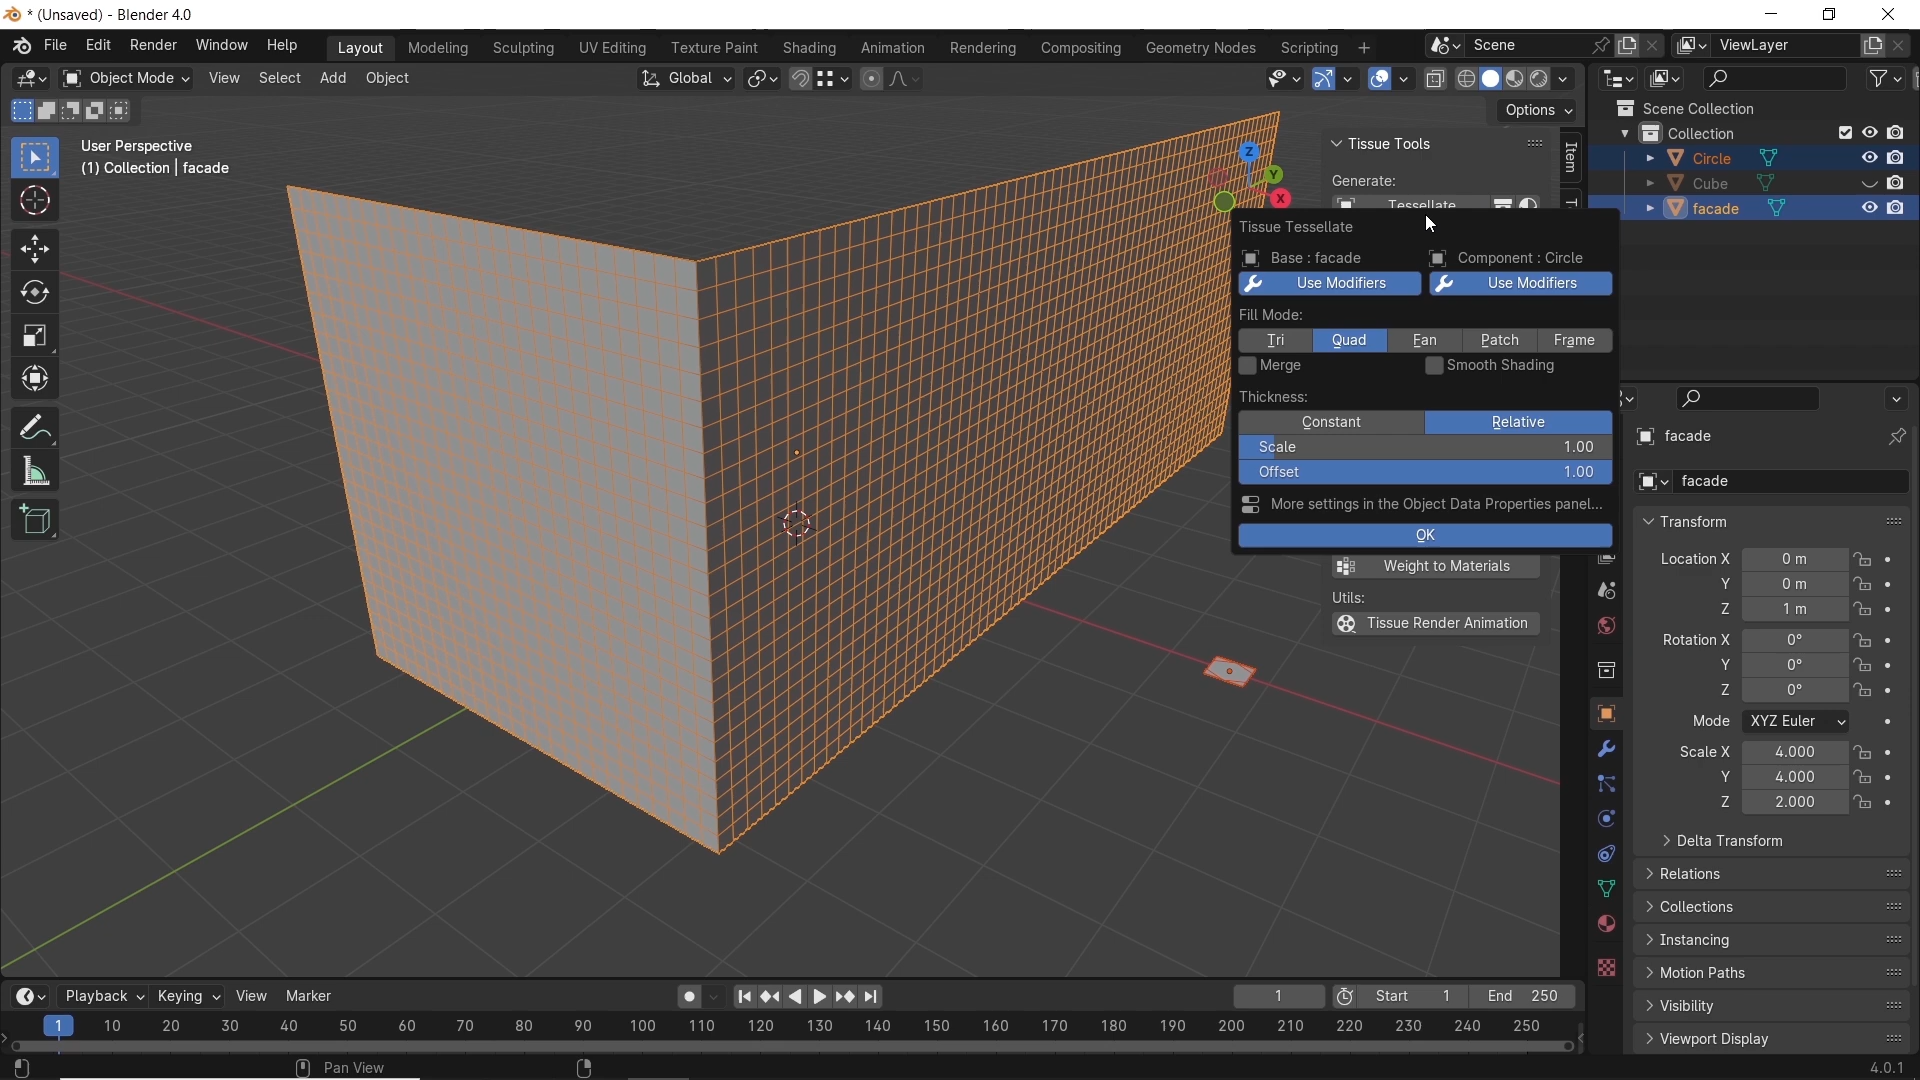 * (Unsaved) - Blender 4.0
File Edit Render Window Help
Layout Modeling Sculpting UV Editing Texture Paint Shading Animation Rendering Compositing Geometry Nodes Scripting +
Scene
ViewLayer
Object Mode View Select Add Object
Global
Options
User Perspective
(1) Collection | facade
Tissue Tools
Generate:
Tessellate
Item
Z
Y
X
Tissue Tessellate
Base : facade Component : Circle
Use Modifiers Use Modifiers
Fill Mode:
Tri Quad Fan Patch Frame
Merge Smooth Shading
Thickness:
Constant Relative
Scale 1.00
Offset 1.00
More settings in the Object Data Properties panel...
OK
Weight to Materials
Utils:
Tissue Render Animation
Scene Collection
Collection
Circle
Cube
facade
facade
facade
Transform
Location X 0 m
Y 0 m
Z 1 m
Rotation X 0°
Y 0°
Z 0°
Mode XYZ Euler
Scale X 4.000
Y 4.000
Z 2.000
Delta Transform
Relations
Collections
Instancing
Motion Paths
Visibility
Viewport Display
Playback Keying View Marker
1 Start 1 End 250
1 10 20 30 40 50 60 70 80 90 100 110 120 130 140 150 160 170 180 190 200 210 220 230 240 250
Pan View
4.0.1